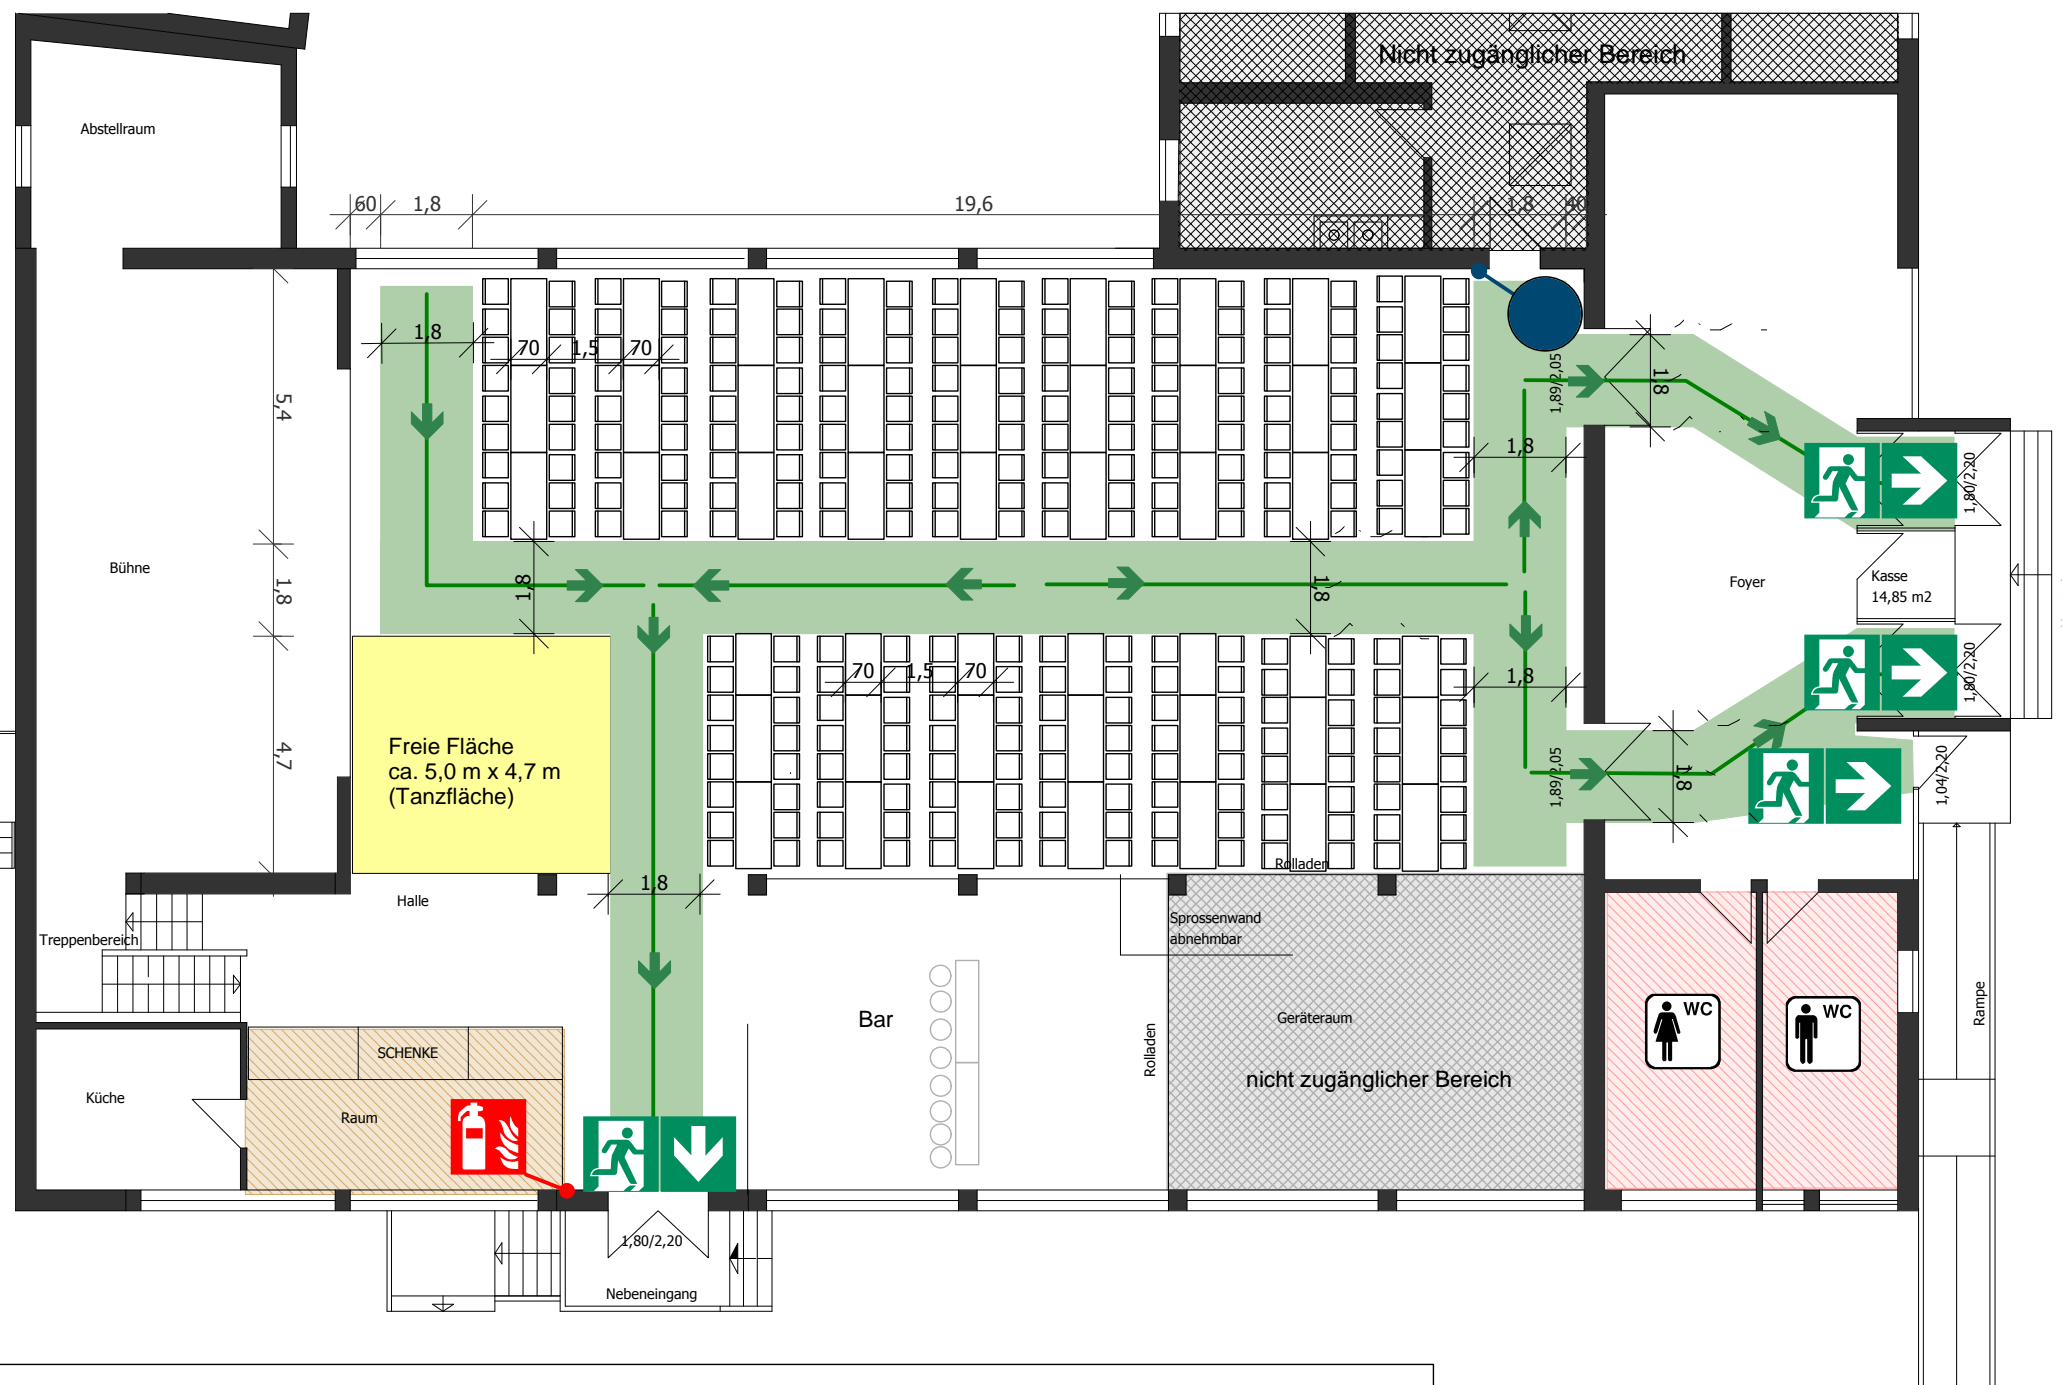 Nicht zugänglicher Bereich
Abstellraum
60
1,8
19,6
1,8
40
1,8
70
1,5
70
1,89/2,05
1,8
5,4
1,8
1,80/2,20
1,8
1,8
1,8
Bühne
1,8
Foyer
Kasse
14,85 m2
70
1,5
70
1,8
1,80/2,20
4,7
Freie Fläche
ca. 5,0 m x 4,7 m
(Tanzfläche)
1,89/2,05
1,8
1,04/2,20
Rolladen
1,8
Halle
Treppenbereich
Sprossenwand
abnehmbar
Bar
Geräteraum
Rolladen
Rampe
WC
WC
SCHENKE
nicht zugänglicher Bereich
Küche
Raum
1,80/2,20
Nebeneingang